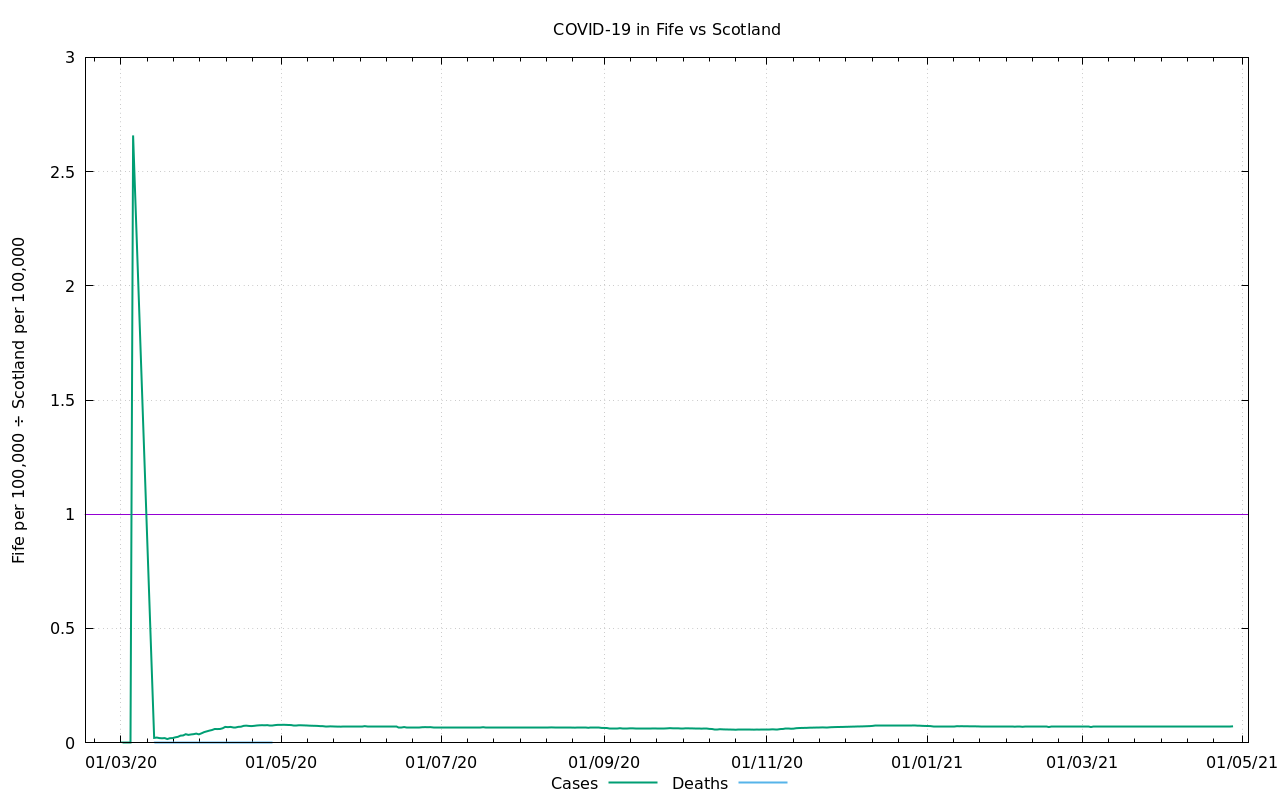 COVID-19 in Fife vs Scotland
Fife per 100,000 ÷ Scotland per 100,000
3
2.5
2
1.5
1
0.5
0
01/03/20 01/05/20 01/07/20 01/09/20 01/11/20 01/01/21 01/03/21 01/05/21
Cases Deaths